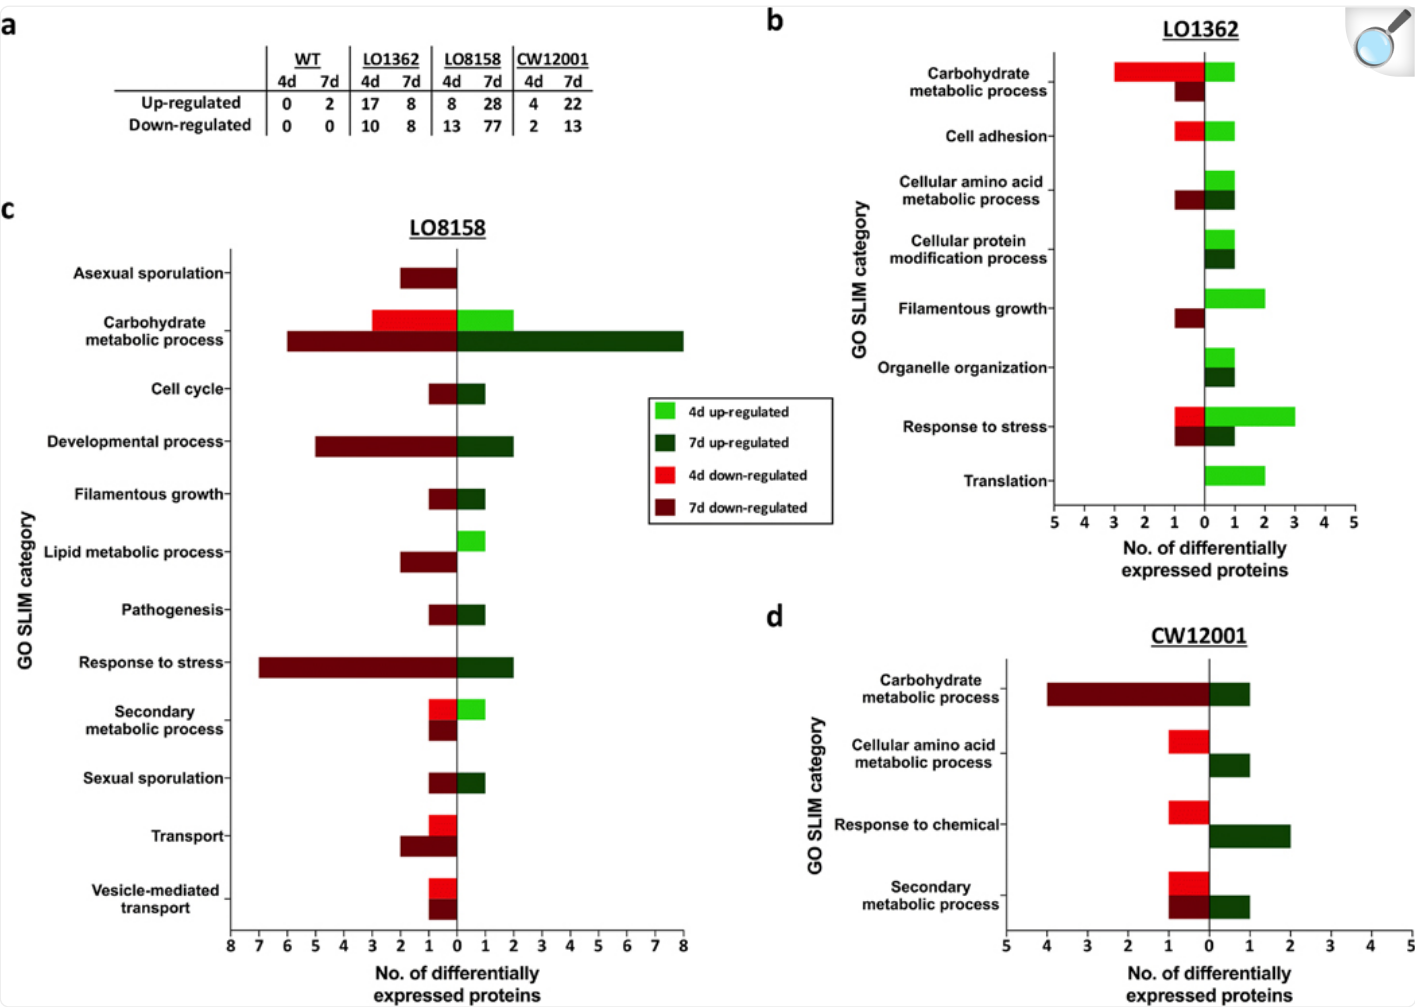 a
WT LO1362 LO8158 CW12001
4d 7d 4d 7d 4d 7d 4d 7d
Up-regulated 0 2 17 8 8 28 4 22
Down-regulated 0 0 10 8 13 77 2 13
b
LO1362
GO SLIM category
Carbohydrate
metabolic process
Cell adhesion
Cellular amino acid
metabolic process
Cellular protein
modification process
Filamentous growth
Organelle organization
Response to stress
Translation
5 4 3 2 1 0 1 2 3 4 5
No. of differentially
expressed proteins
c
LO8158
GO SLIM category
Asexual sporulation
Carbohydrate
metabolic process
Cell cycle
Developmental process
Filamentous growth
Lipid metabolic process
Pathogenesis
Response to stress
Secondary
metabolic process
Sexual sporulation
Transport
Vesicle-mediated
transport
8 7 6 5 4 3 2 1 0 1 2 3 4 5 6 7 8
No. of differentially
expressed proteins
4d up-regulated
7d up-regulated
4d down-regulated
7d down-regulated
d
CW12001
GO SLIM category
Carbohydrate
metabolic process
Cellular amino acid
metabolic process
Response to chemical
Secondary
metabolic process
5 4 3 2 1 0 1 2 3 4 5
No. of differentially
expressed proteins